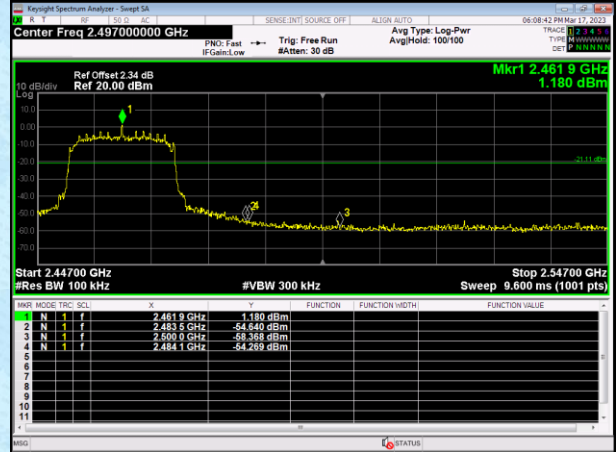 Keysight Spectrum Analyzer - Swept SA
R T RF 50 Ω AC SENSE:INT SOURCE OFF ALIGN AUTO 06:08:42 PM Mar 17, 2023
Center Freq 2.497000000 GHz
PNO: Fast Trig: Free Run Avg Type: Log-Pwr TRACE 1 2 3 4 5 6
IFGain:Low #Atten: 30 dB Avg|Hold: 100/100 TYPE M WWWWW
DET P N N N N N
Mkr1 2.461 9 GHz
1.180 dBm
Ref Offset 2.34 dB
10 dB/div Ref 20.00 dBm
Log
10.0
1
0.00
-10.0
-20.0
-21.11 dBm
-30.0
-40.0
-50.0
24
3
-60.0
-70.0
Start 2.44700 GHz Stop 2.54700 GHz
#Res BW 100 kHz #VBW 300 kHz Sweep 9.600 ms (1001 pts)
MKR MODE TRC SCL X Y FUNCTION FUNCTION WIDTH FUNCTION VALUE
1 N 1 f 2.461 9 GHz 1.180 dBm
2 N 1 f 2.483 5 GHz -54.640 dBm
3 N 1 f 2.500 0 GHz -58.368 dBm
4 N 1 f 2.484 1 GHz -54.269 dBm
5
6
7
8
9
10
11
MSG STATUS